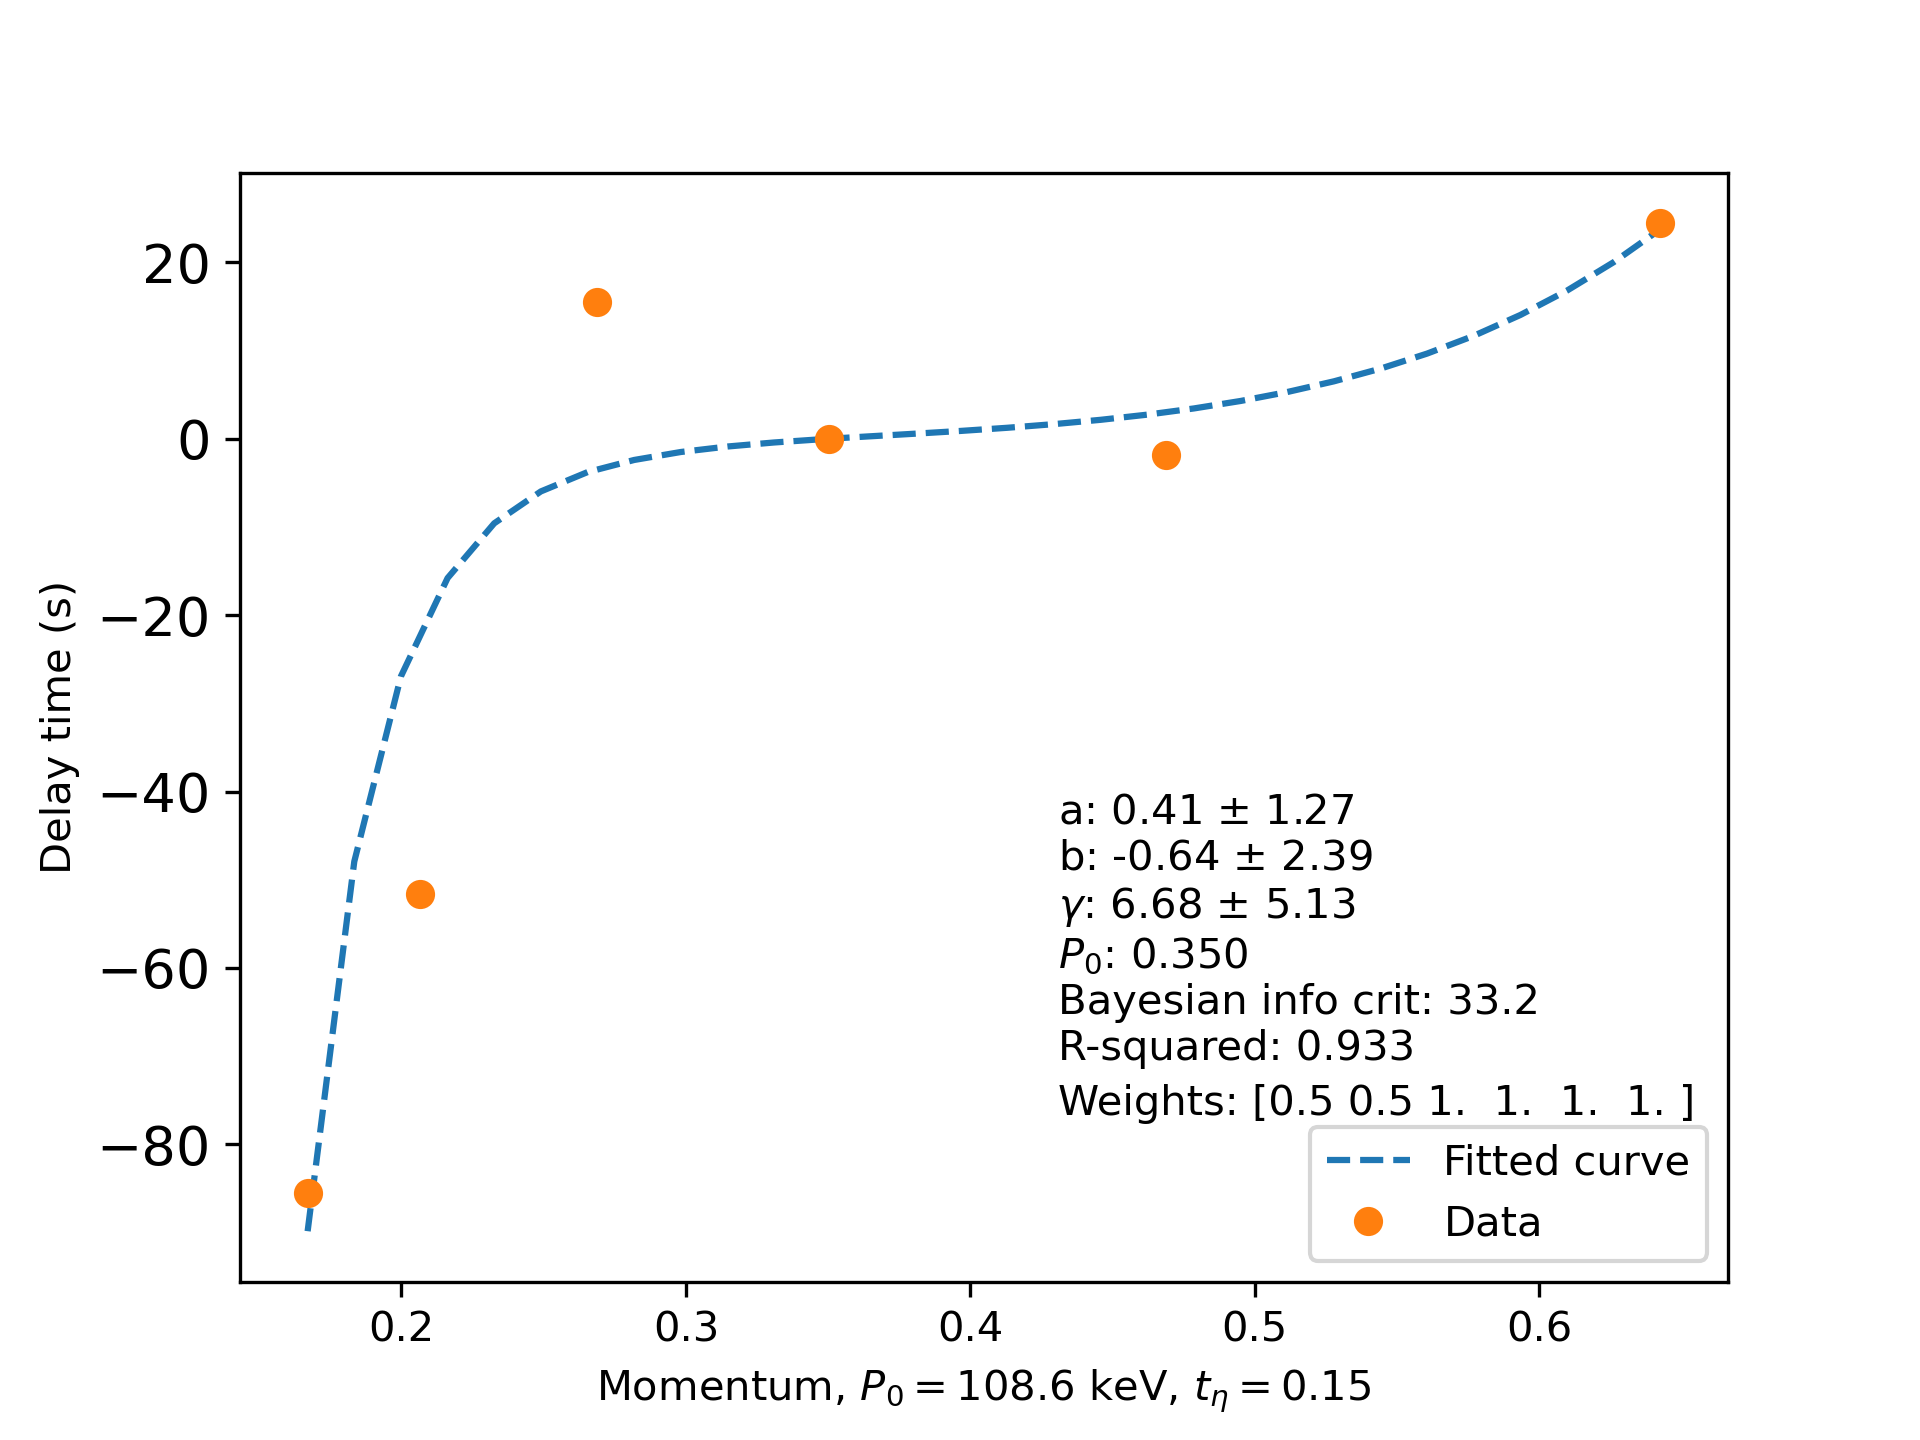 20
0
−20
−40
−60
−80
Delay time (s)
a: 0.41 ± 1.27
b: -0.64 ± 2.39
γ: 6.68 ± 5.13
P₀: 0.350
Bayesian info crit: 33.2
R-squared: 0.933
Weights: [0.5 0.5 1.  1.  1.  1. ]
Fitted curve
Data
0.2 0.3 0.4 0.5 0.6
Momentum, P₀ = 108.6 keV, tη = 0.15